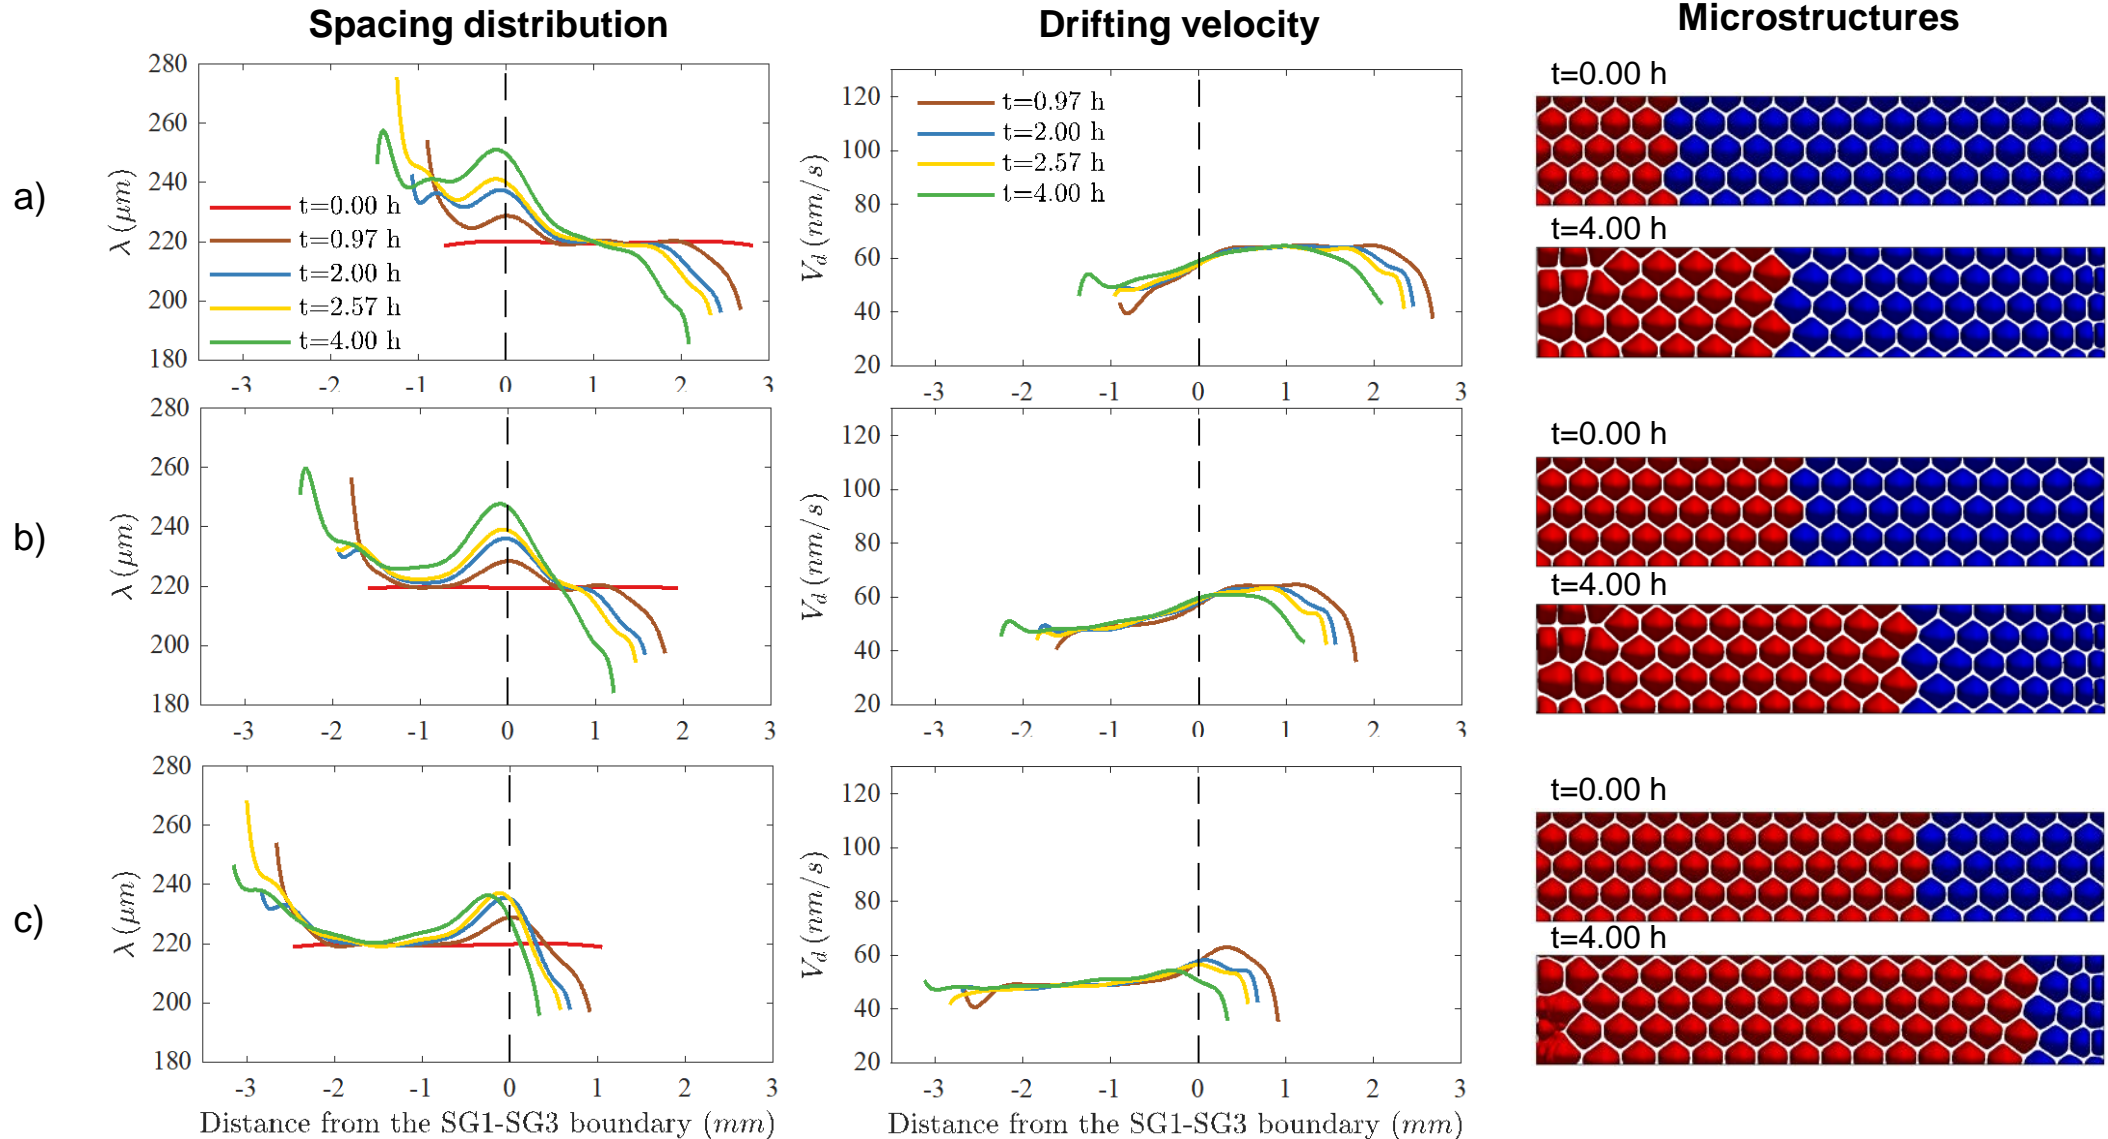 Spacing distribution
Drifting velocity
Microstructures
a)
280
260
240
220
200
180
λ (μm)
t=0.00 h
t=0.97 h
t=2.00 h
t=2.57 h
t=4.00 h
-3 -2 -1 0 1 2 3
120
100
80
60
40
20
V_d (nm/s)
t=0.97 h
t=2.00 h
t=2.57 h
t=4.00 h
-3 -2 -1 0 1 2 3
t=0.00 h
t=4.00 h
b)
280
260
240
220
200
180
λ (μm)
-3 -2 -1 0 1 2 3
120
100
80
60
40
20
V_d (nm/s)
-3 -2 -1 0 1 2 3
t=0.00 h
t=4.00 h
c)
280
260
240
220
200
180
λ (μm)
-3 -2 -1 0 1 2 3
Distance from the SG1-SG3 boundary (mm)
120
100
80
60
40
20
V_d (nm/s)
-3 -2 -1 0 1 2 3
Distance from the SG1-SG3 boundary (mm)
t=0.00 h
t=4.00 h